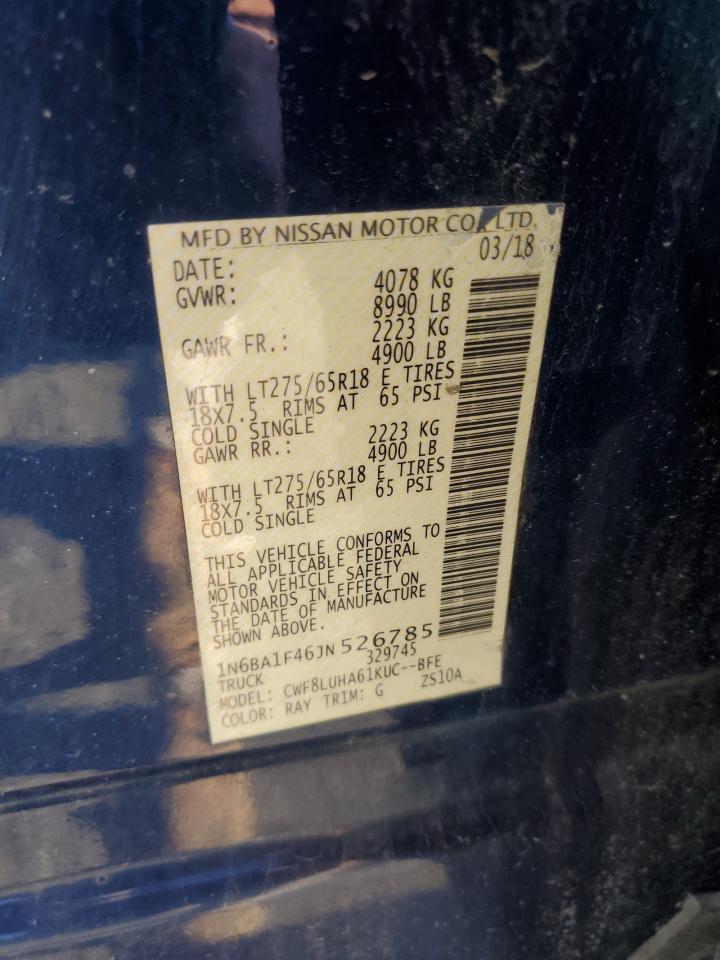 MFD BY NISSAN MOTOR CO., LTD.
DATE: 03/18
GVWR: 4078 KG
8990 LB
GAWR FR.: 2223 KG
4900 LB
WITH LT275/65R18 E TIRES
18X7.5 RIMS AT 65 PSI
COLD SINGLE
GAWR RR.: 2223 KG
4900 LB
WITH LT275/65R18 E TIRES
18X7.5 RIMS AT 65 PSI
COLD SINGLE
THIS VEHICLE CONFORMS TO
ALL APPLICABLE FEDERAL
MOTOR VEHICLE SAFETY
STANDARDS IN EFFECT ON
THE DATE OF MANUFACTURE
SHOWN ABOVE.
1N6BA1F46JN526785
TRUCK 329745
MODEL: CWF8LUHA61KUC--BFE
COLOR: RAY TRIM: G ZS10A